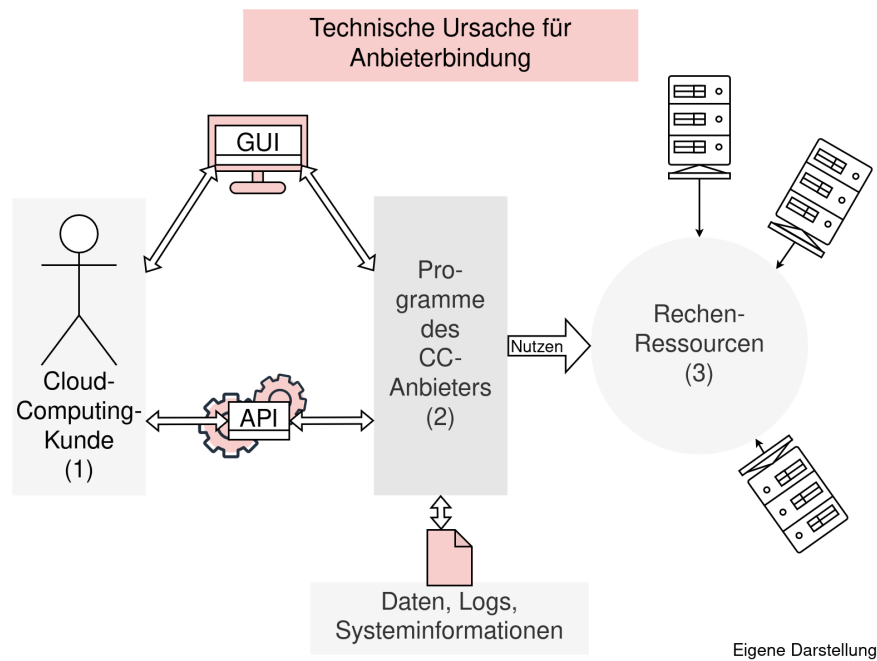 Technische Ursache für
Anbieterbindung
GUI
Cloud-
Computing-
Kunde
(1)
API
Pro-
gramme
des
CC-
Anbieters
(2)
Nutzen
Rechen-
Ressourcen
(3)
Daten, Logs,
Systeminformationen
Eigene Darstellung